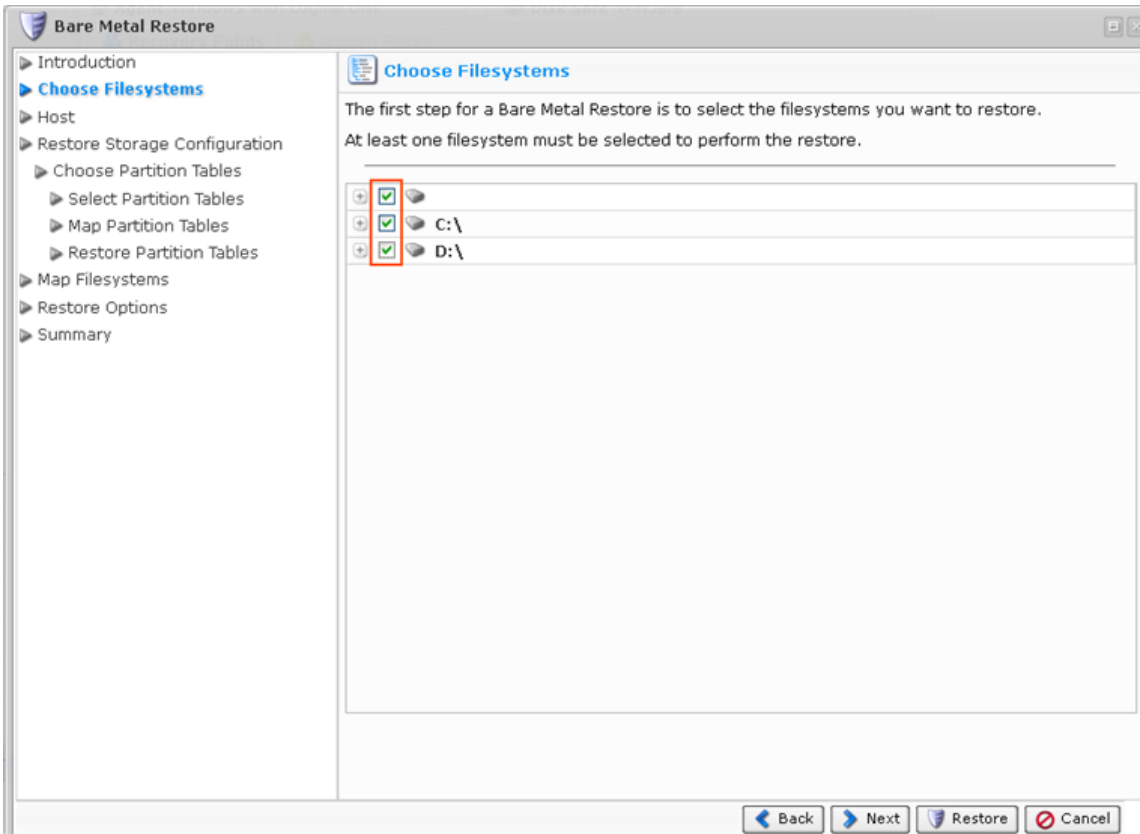 Bare Metal Restore
Introduction
Choose Filesystems
Host
Restore Storage Configuration
Choose Partition Tables
Select Partition Tables
Map Partition Tables
Restore Partition Tables
Map Filesystems
Restore Options
Summary
Choose Filesystems
The first step for a Bare Metal Restore is to select the filesystems you want to restore.
At least one filesystem must be selected to perform the restore.
C:\
D:\
Back Next Restore Cancel